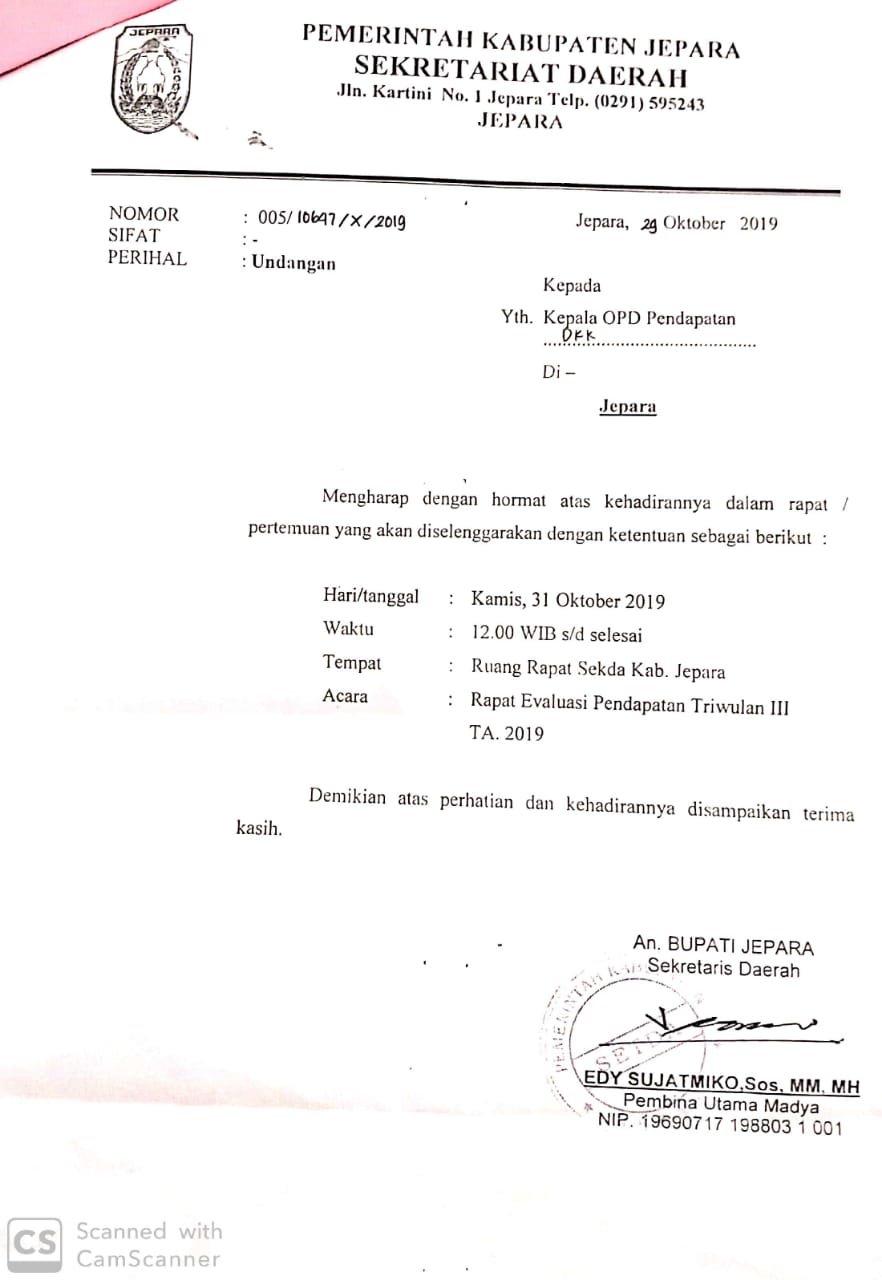 JEPARA
PEMERINTAH KABUPATEN JEPARA
SEKRETARIAT DAERAH
Jln. Kartini No. 1 Jepara Telp. (0291) 595243
JEPARA
NOMOR : 005/10697/X/2019
SIFAT : -
PERIHAL : Undangan
Jepara, 29 Oktober 2019
Kepada
Yth. Kepala OPD Pendapatan
DKK
Di –
Jepara
Mengharap dengan hormat atas kehadirannya dalam rapat /
pertemuan yang akan diselenggarakan dengan ketentuan sebagai berikut :
Hari/tanggal : Kamis, 31 Oktober 2019
Waktu : 12.00 WIB s/d selesai
Tempat : Ruang Rapat Sekda Kab. Jepara
Acara : Rapat Evaluasi Pendapatan Triwulan III
TA. 2019
Demikian atas perhatian dan kehadirannya disampaikan terima
kasih.
An. BUPATI JEPARA
Sekretaris Daerah
PEMERINTAH KAB
SETDA
EDY SUJATMIKO,Sos, MM, MH
Pembina Utama Madya
NIP. 19690717 198803 1 001
CS Scanned with
CamScanner